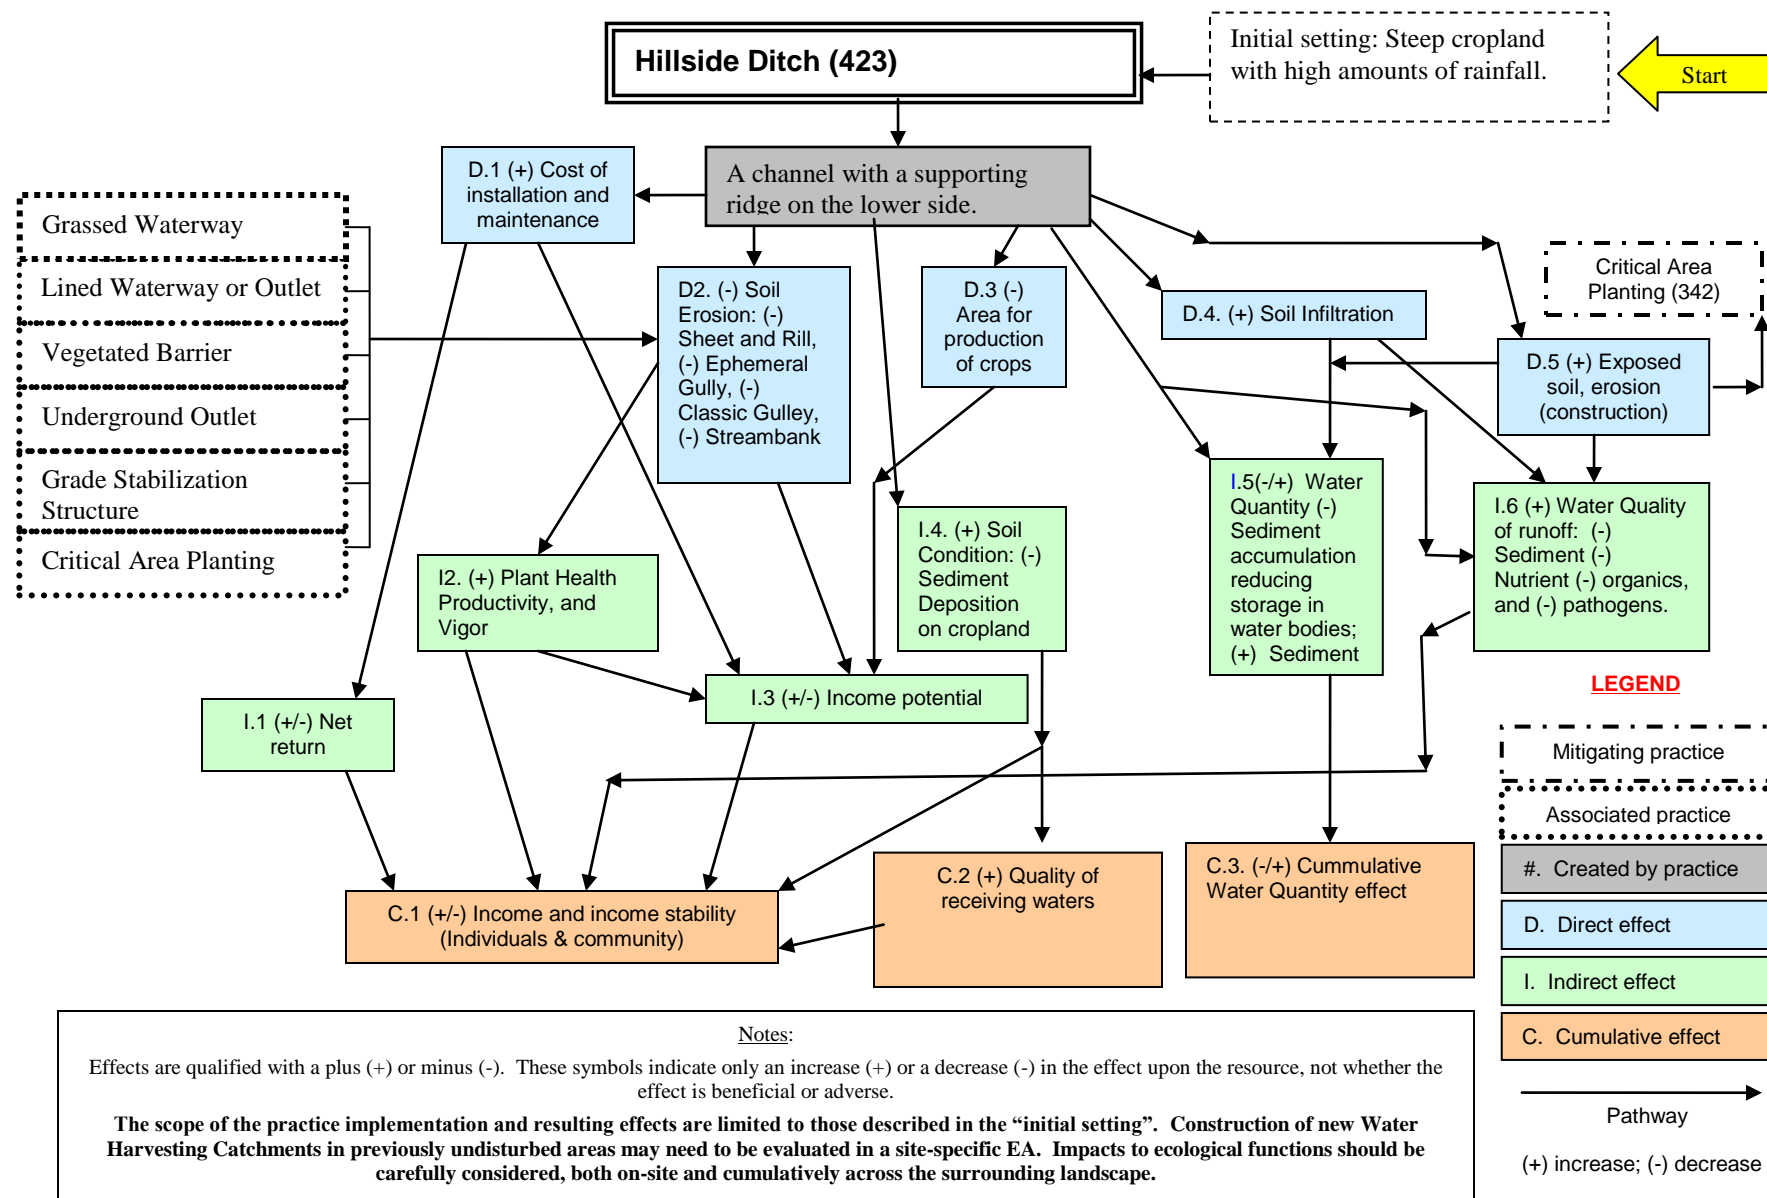 Hillside Ditch (423)
Initial setting: Steep cropland
with high amounts of rainfall.
Start
D.1 (+) Cost of
installation and
maintenance
A channel with a supporting
ridge on the lower side.
Grassed Waterway
Lined Waterway or Outlet
Vegetated Barrier
Underground Outlet
Grade Stabilization
Structure
Critical Area Planting
D2. (-) Soil
Erosion: (-)
Sheet and Rill,
(-) Ephemeral
Gully, (-)
Classic Gulley,
(-) Streambank
D.3 (-)
Area for
production
of crops
D.4. (+) Soil Infiltration
Critical Area
Planting (342)
D.5 (+) Exposed
soil, erosion
(construction)
I2. (+) Plant Health
Productivity, and
Vigor
I.4. (+) Soil
Condition: (-)
Sediment
Deposition
on cropland
I.5(-/+) Water
Quantity (-)
Sediment
accumulation
reducing
storage in
water bodies;
(+) Sediment
I.6 (+) Water Quality
of runoff: (-)
Sediment (-)
Nutrient (-) organics,
and (-) pathogens.
I.1 (+/-) Net
return
I.3 (+/-) Income potential
C.1 (+/-) Income and income stability
(Individuals & community)
C.2 (+) Quality of
receiving waters
C.3. (-/+) Cummulative
Water Quantity effect
LEGEND
Mitigating practice
Associated practice
#. Created by practice
D. Direct effect
I. Indirect effect
C. Cumulative effect
Pathway
(+) increase; (-) decrease
Notes:
Effects are qualified with a plus (+) or minus (-). These symbols indicate only an increase (+) or a decrease (-) in the effect upon the resource, not whether the
effect is beneficial or adverse.
The scope of the practice implementation and resulting effects are limited to those described in the “initial setting”. Construction of new Water
Harvesting Catchments in previously undisturbed areas may need to be evaluated in a site-specific EA. Impacts to ecological functions should be
carefully considered, both on-site and cumulatively across the surrounding landscape.